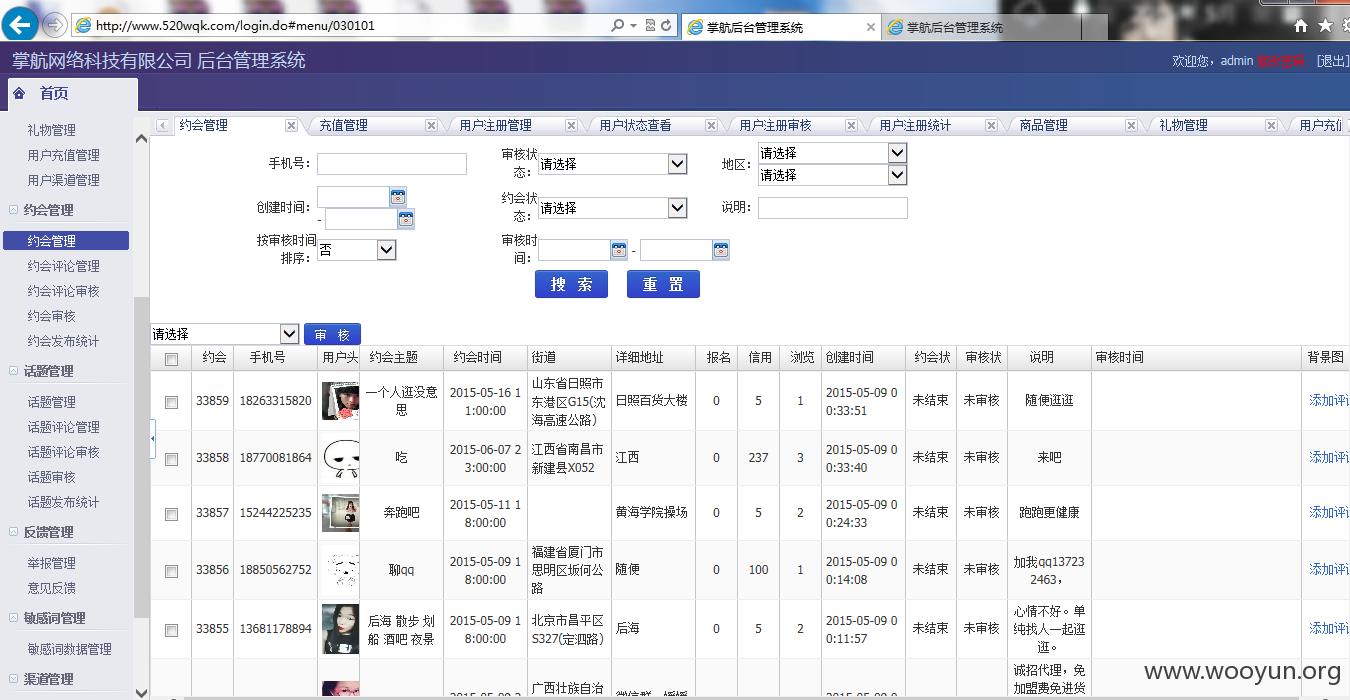 http://www.520wqk.com/login.do#menu/030101
掌航后台管理系统
掌航后台管理系统
掌航网络科技有限公司 后台管理系统
欢迎您，admin
[退出]
首页
礼物管理
用户充值管理
用户渠道管理
约会管理
约会管理
约会评论管理
约会评论审核
约会审核
约会发布统计
话题管理
话题管理
话题评论管理
话题评论审核
话题审核
话题发布统计
反馈管理
举报管理
意见反馈
敏感词管理
敏感词数据管理
渠道管理
约会管理 充值管理 用户注册管理 用户状态查看 用户注册审核 用户注册统计 商品管理 礼物管理 用户充值
手机号：
审核状态： 请选择
地区： 请选择
请选择
创建时间： -
约会状态： 请选择
说明：
按审核时间排序： 否
审核时间： -
搜 索 重 置
请选择 审 核
约会 手机号 用户头 约会主题 约会时间 街道 详细地址 报名 信用 浏览 创建时间 约会状 审核状 说明 审核时间 背景图
33859 18263315820 一个人逛没意思 2015-05-16 11:00:00 山东省日照市东港区G15(沈海高速公路) 日照百货大楼 0 5 1 2015-05-09 00:33:51 未结束 未审核 随便逛逛 添加评
33858 18770081864 吃 2015-06-07 23:00:00 江西省南昌市新建县X052 江西 0 237 3 2015-05-09 00:33:40 未结束 未审核 来吧 添加评
33857 15244225235 奔跑吧 2015-05-11 18:00:00 黄海学院操场 0 5 2 2015-05-09 00:24:33 未结束 未审核 跑跑更健康 添加评
33856 18850562752 聊qq 2015-05-09 18:00:00 福建省厦门市思明区坂何公路 随便 0 100 1 2015-05-09 00:14:08 未结束 未审核 加我qq137232463， 添加评
33855 13681178894 后海 散步 划船 酒吧 夜景 2015-05-09 18:00:00 北京市昌平区S327(定泗路) 后海 0 5 2 2015-05-09 00:11:57 未结束 未审核 心情不好。单纯找人一起逛逛。 添加评
广西壮族自治 诚招代理，免加盟费免进货
www.wooyun.org